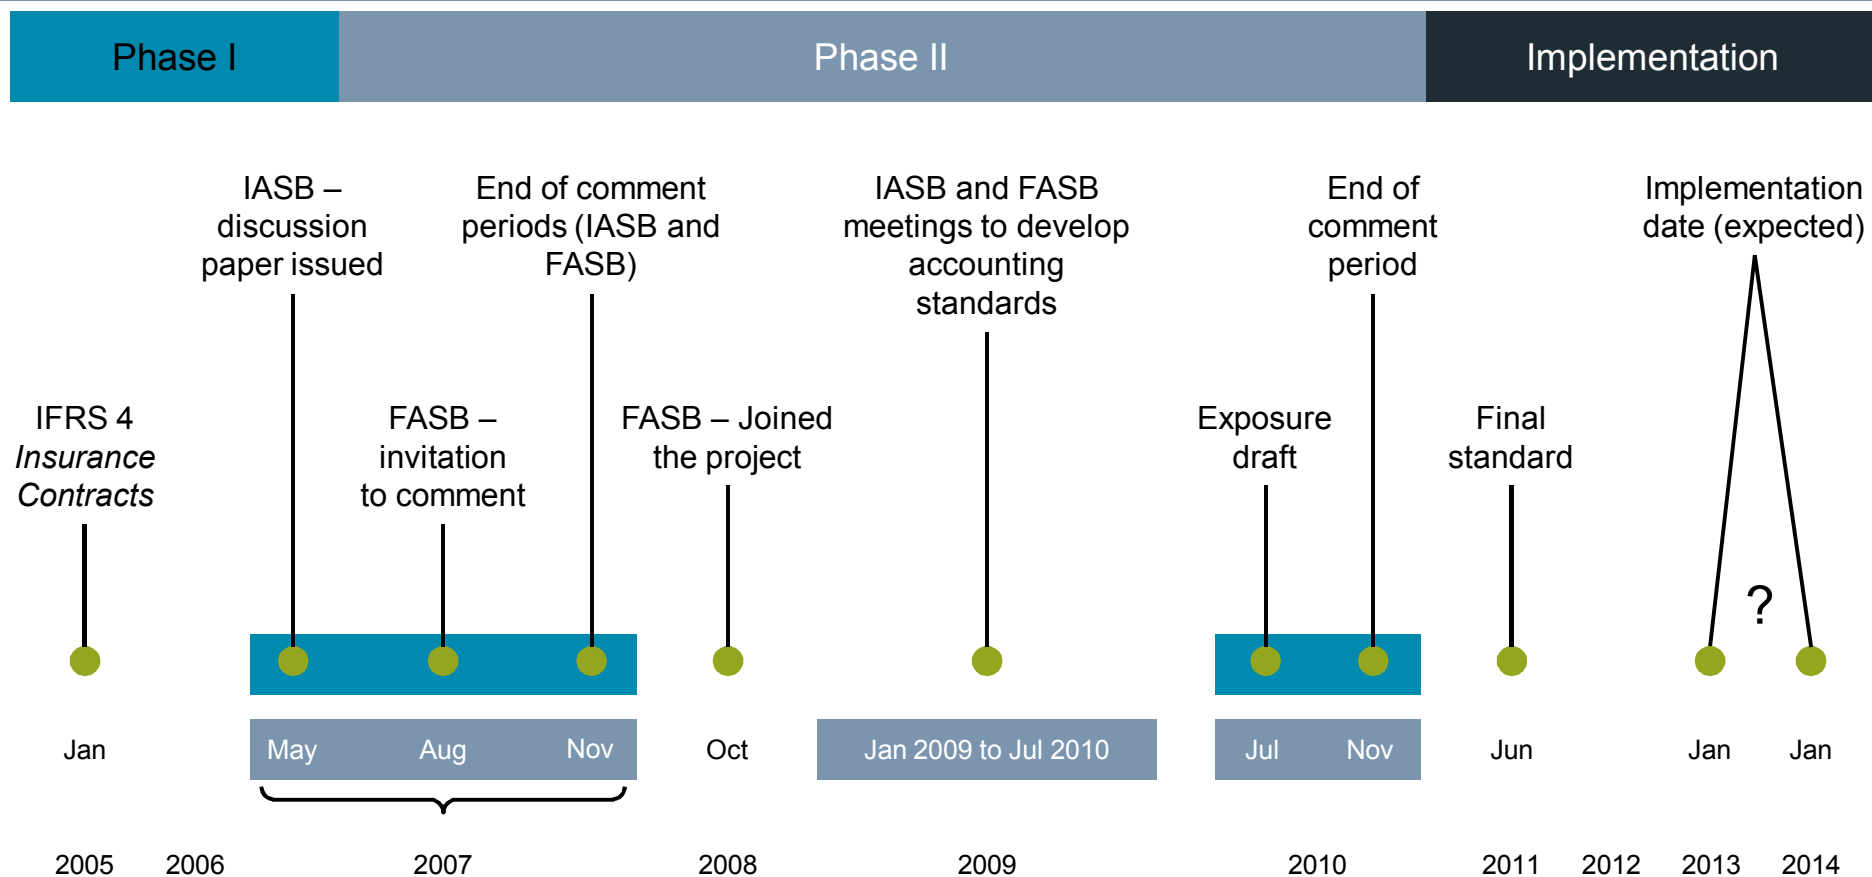 Phase I
Phase II
Implementation
IASB –
discussion
paper issued
End of comment
periods (IASB and
FASB)
IASB and FASB
meetings to develop
accounting
standards
End of
comment
period
Implementation
date (expected)
IFRS 4
Insurance
Contracts
FASB –
invitation
to comment
FASB – Joined
the project
Exposure
draft
Final
standard
?
Jan
May
Aug
Nov
Oct
Jan 2009 to Jul 2010
Jul
Nov
Jun
Jan
Jan
2005
2006
2007
2008
2009
2010
2011
2012
2013
2014